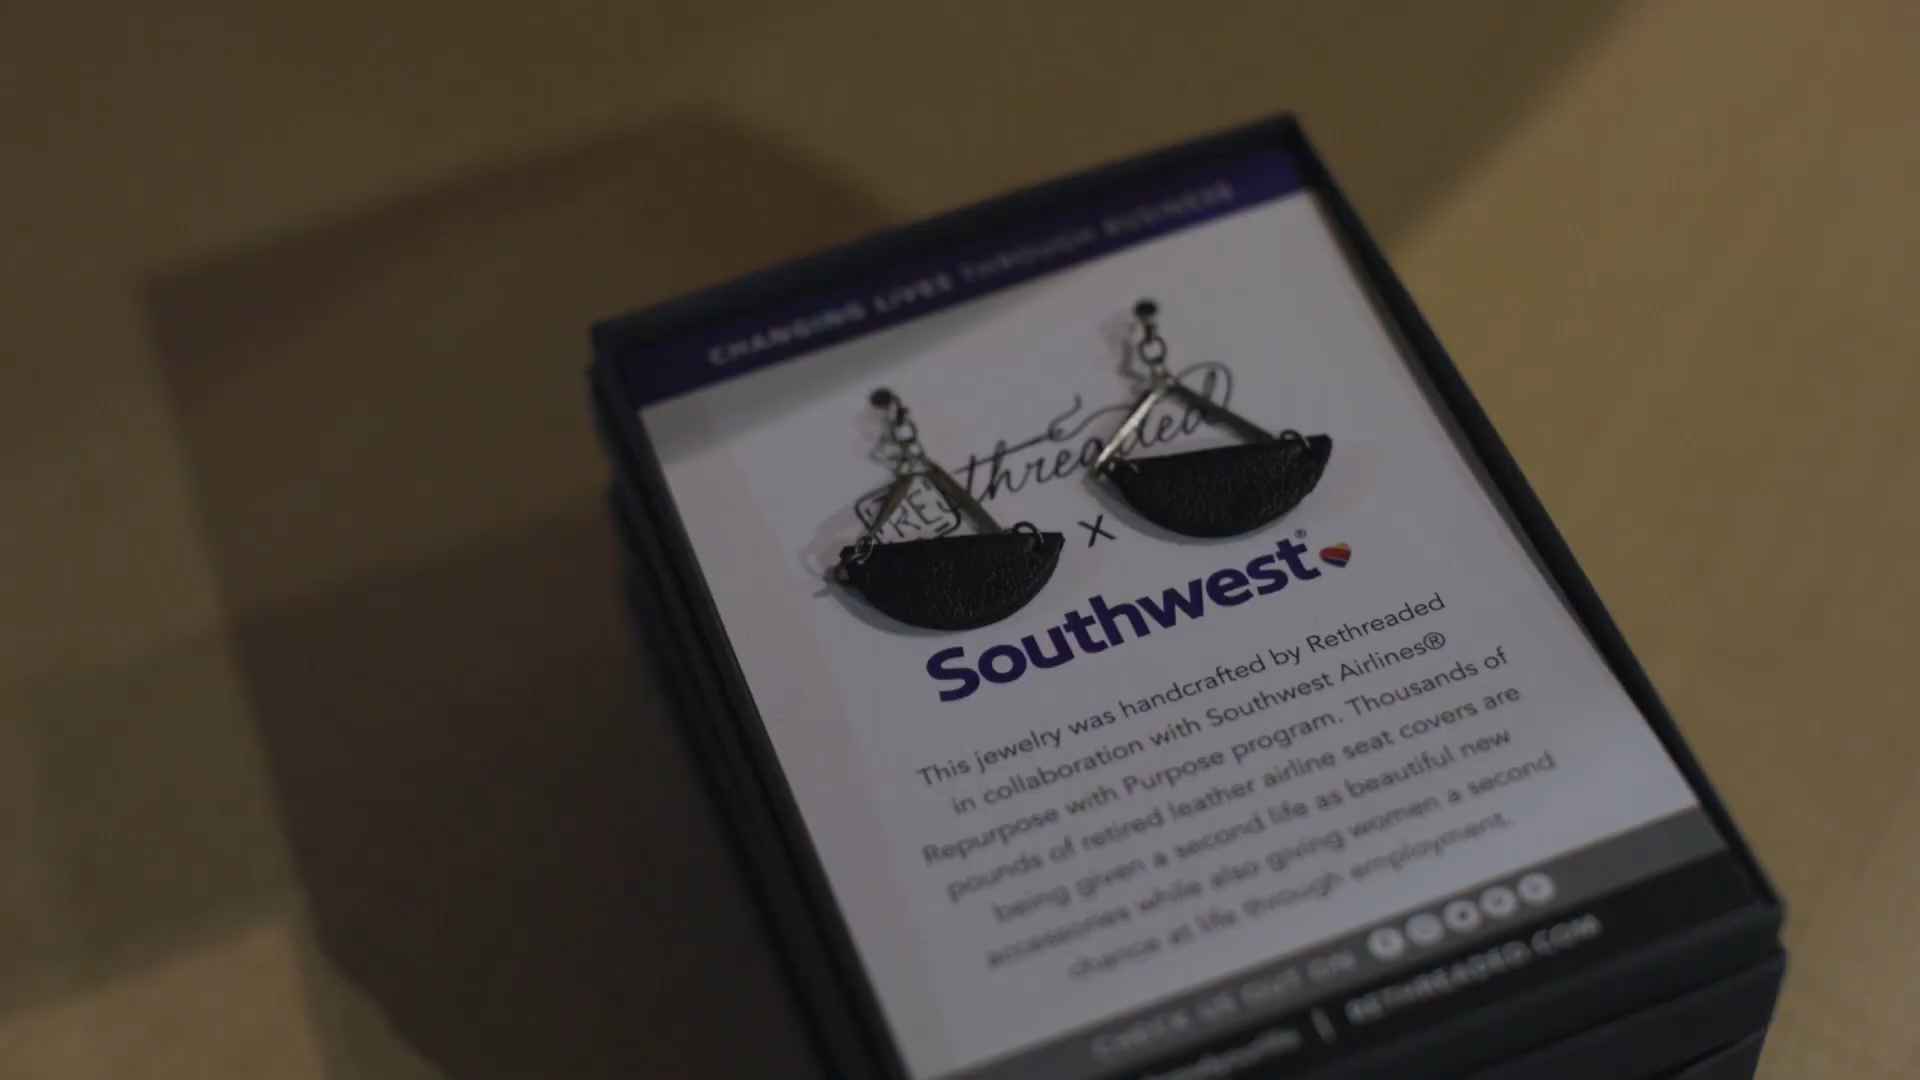 CHANGING LIVES THROUGH BUSINESS
[RE]threaded
X
Southwest®
This jewelry was handcrafted by Rethreaded
in collaboration with Southwest Airlines®
Repurpose with Purpose program. Thousands of
pounds of retired leather airline seat covers are
being given a second life as beautiful new
accessories while also giving women a second
chance at life through employment.
CHECK US OUT ON
| RETHREADED.COM